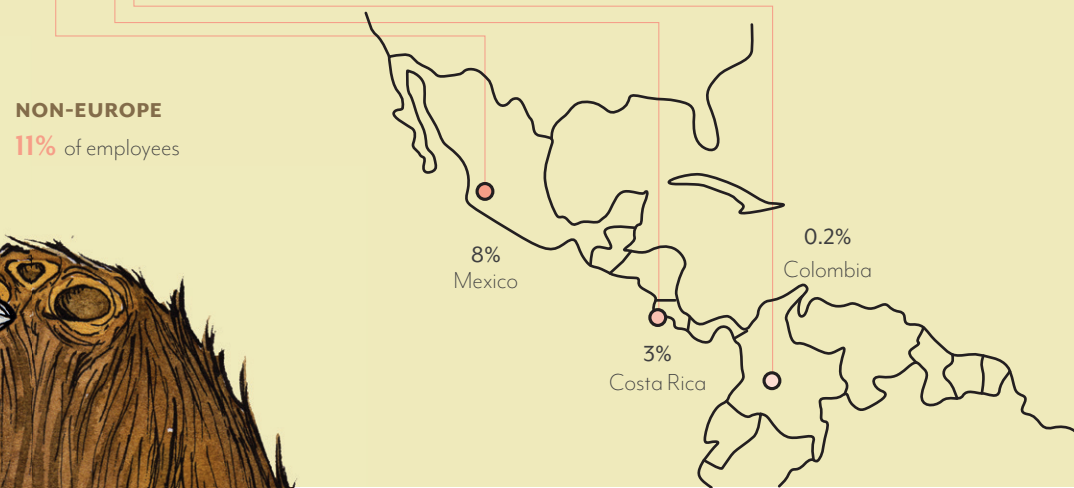 NON-EUROPE
11% of employees
8%
Mexico
3%
Costa Rica
0.2%
Colombia